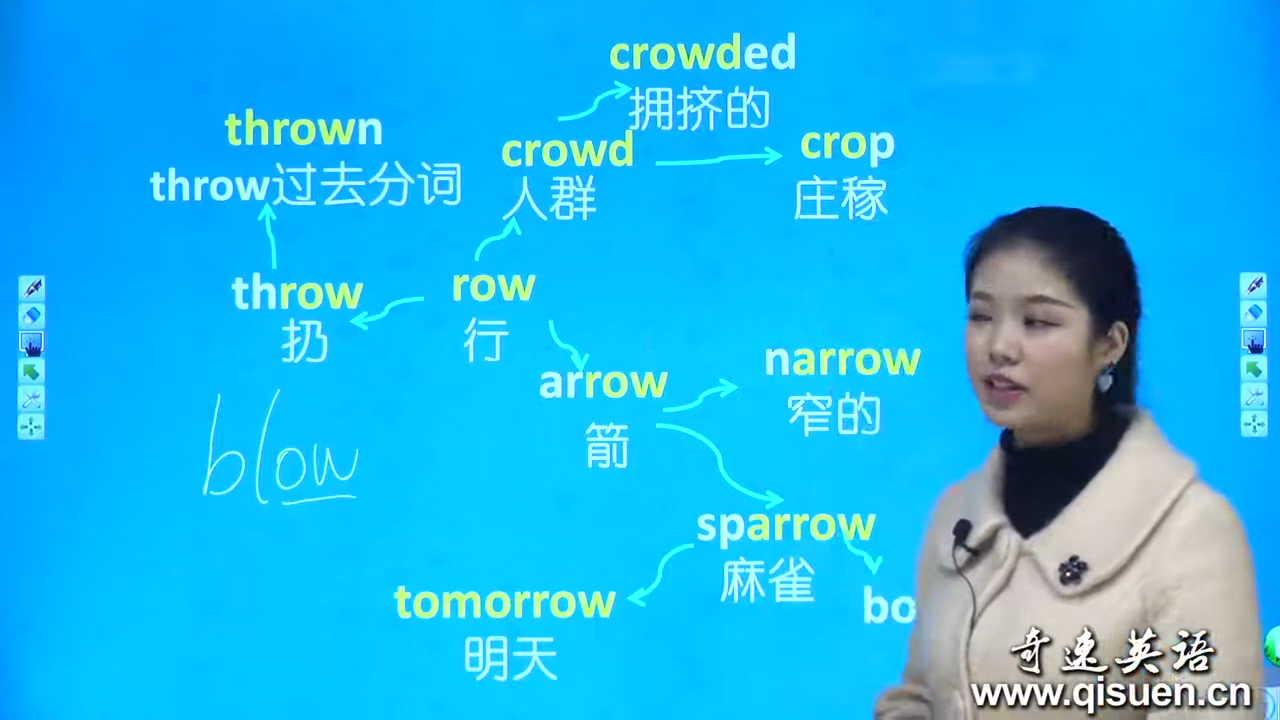 crowded
拥挤的
thrown
throw过去分词
crowd
人群
crop
庄稼
throw
扔
row
行
arrow
箭
narrow
窄的
blow
sparrow
麻雀
tomorrow
明天
bo
奇速英语
www.qisuen.cn